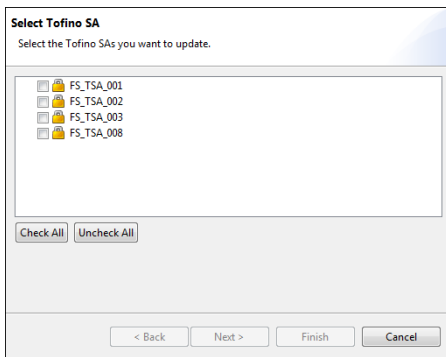 Select Tofino SA
Select the Tofino SAs you want to update.
FS_TSA_001
FS_TSA_002
FS_TSA_003
FS_TSA_008
Check All Uncheck All
< Back Next > Finish Cancel